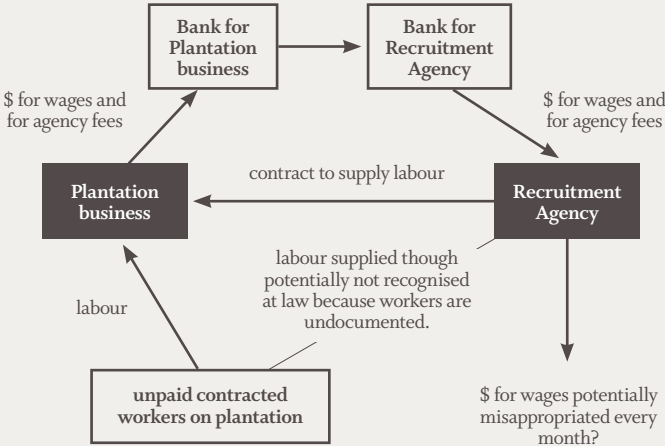 Bank for
Plantation
business
Bank for
Recruitment
Agency
$ for wages and
for agency fees
$ for wages and
for agency fees
Plantation
business
contract to supply labour
Recruitment
Agency
labour supplied though
potentially not recognised
at law because workers are
undocumented.
labour
unpaid contracted
workers on plantation
$ for wages potentially
misappropriated every
month?